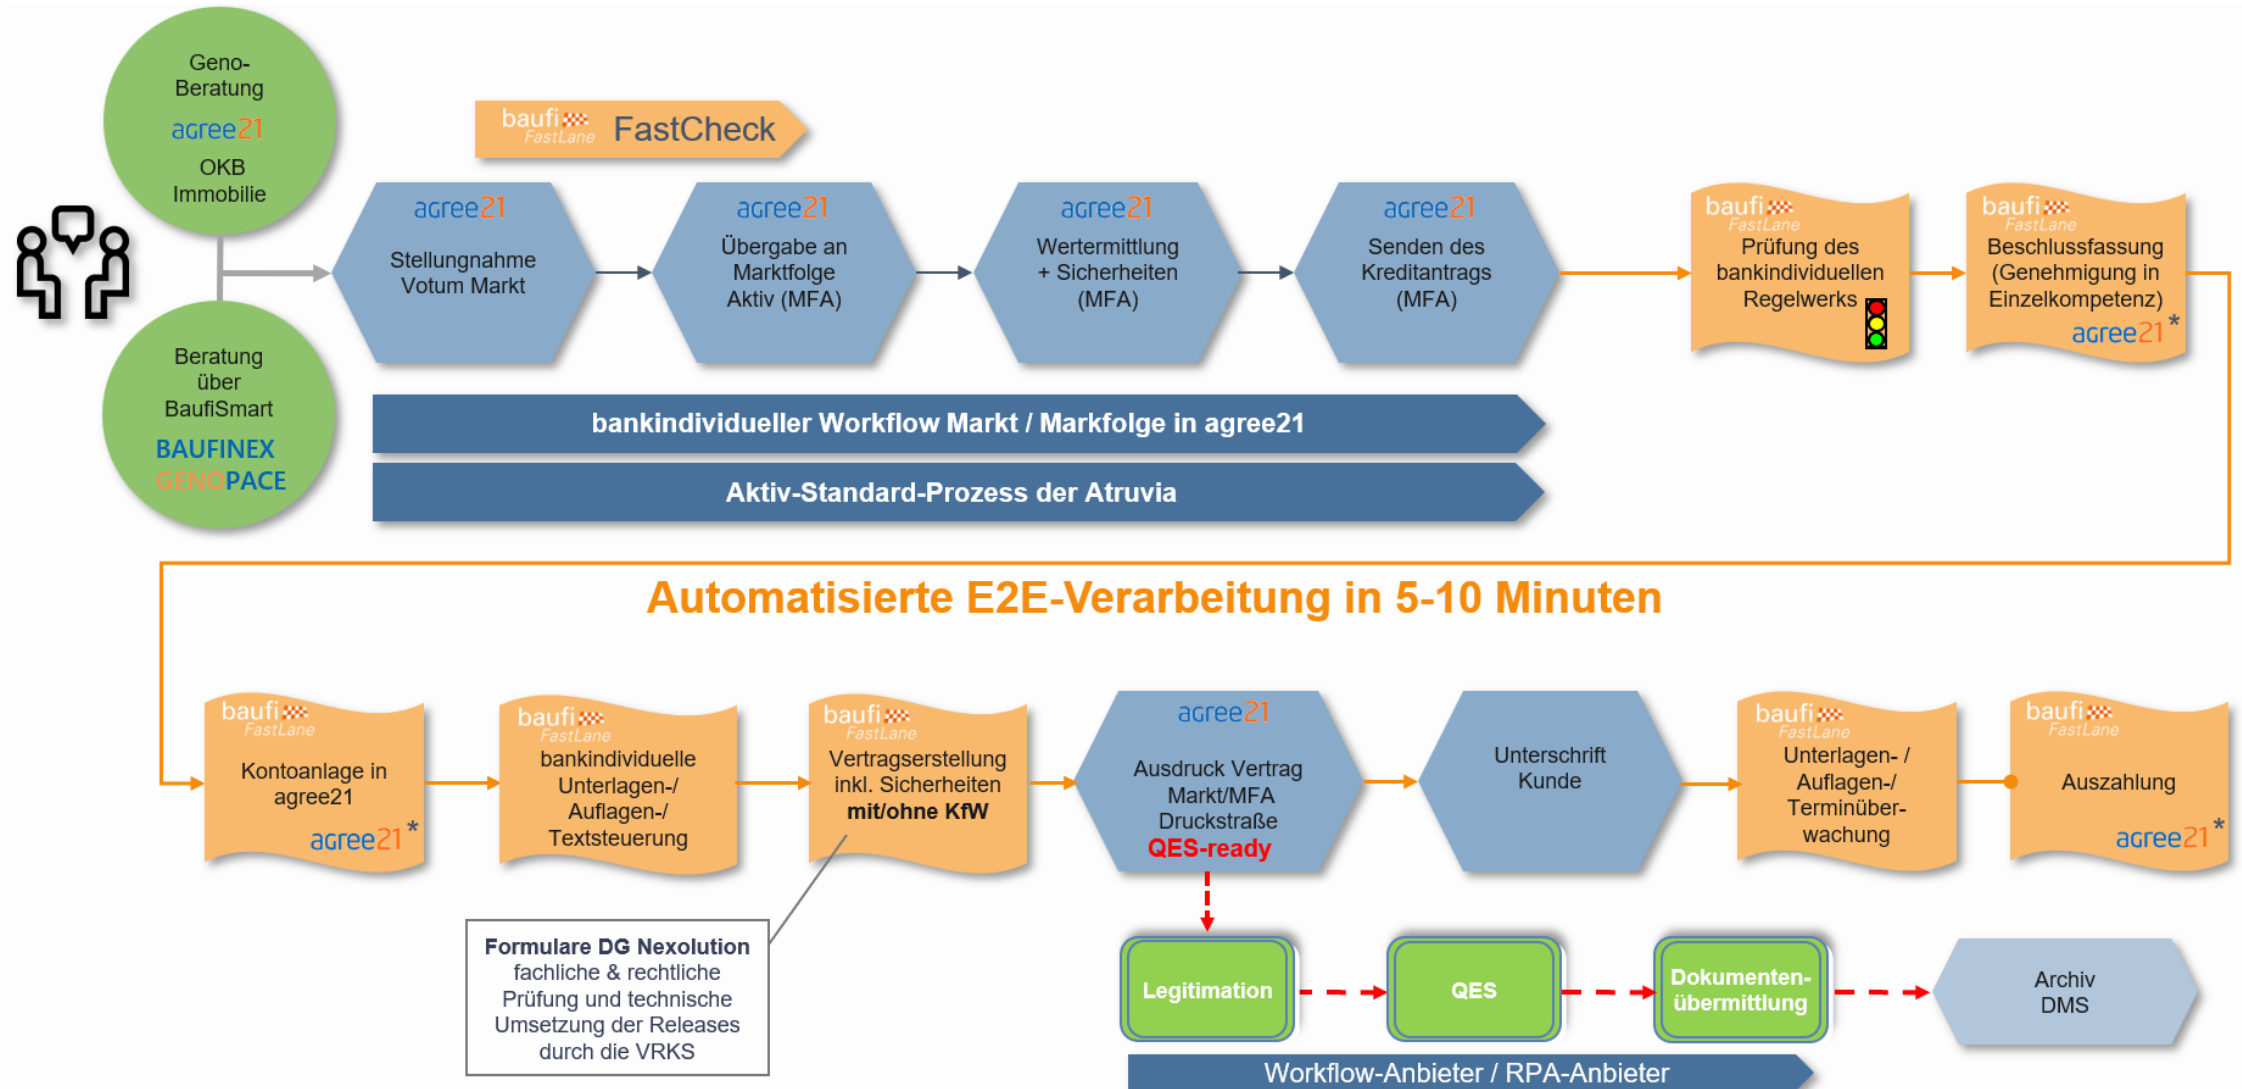 Geno-
Beratung
agree21
OKB
Immobilie
baufi
FastLane
FastCheck
Beratung
über
BaufiSmart
BAUFINEX
GENOPACE
agree21
Stellungnahme
Votum Markt
agree21
Übergabe an
Marktfolge
Aktiv (MFA)
agree21
Wertermittlung
+ Sicherheiten
(MFA)
agree21
Senden des
Kreditantrags
(MFA)
baufi
FastLane
Prüfung des
bankindividuellen
Regelwerks
baufi
FastLane
Beschlussfassung
(Genehmigung in
Einzelkompetenz)
agree21*
bankindividueller Workflow Markt / Markfolge in agree21
Aktiv-Standard-Prozess der Atruvia
Automatisierte E2E-Verarbeitung in 5-10 Minuten
baufi
FastLane
Kontoanlage in
agree21
agree21*
baufi
FastLane
bankindividuelle
Unterlagen-/
Auflagen-/
Textsteuerung
baufi
FastLane
Vertragserstellung
inkl. Sicherheiten
mit/ohne KfW
agree21
Ausdruck Vertrag
Markt/MFA
Druckstraße
QES-ready
Unterschrift
Kunde
baufi
FastLane
Unterlagen- /
Auflagen-/
Terminüber-
wachung
baufi
FastLane
Auszahlung
agree21*
Formulare DG Nexolution
fachliche & rechtliche
Prüfung und technische
Umsetzung der Releases
durch die VRKS
Legitimation
QES
Dokumenten-
übermittlung
Archiv
DMS
Workflow-Anbieter / RPA-Anbieter